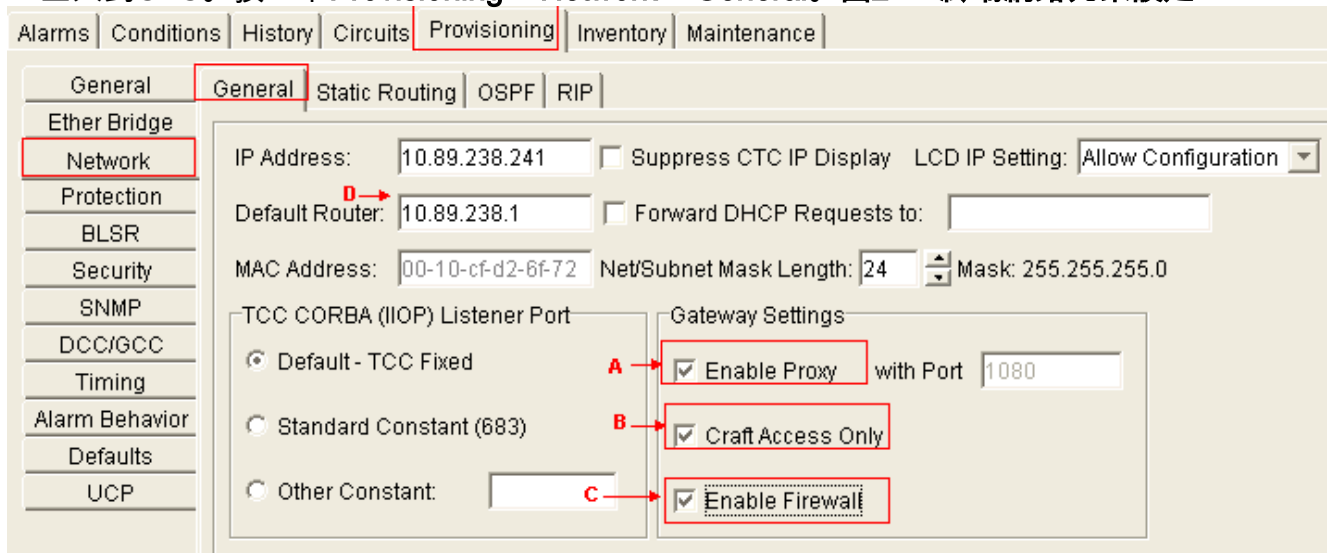 Alarms Conditions History Circuits Provisioning Inventory Maintenance
General
Ether Bridge
Network
Protection
BLSR
Security
SNMP
DCC/GCC
Timing
Alarm Behavior
Defaults
UCP
General Static Routing OSPF RIP
IP Address: 10.89.238.241 Suppress CTC IP Display LCD IP Setting: Allow Configuration
D
Default Router: 10.89.238.1 Forward DHCP Requests to:
MAC Address: 00-10-cf-d2-6f-72 Net/Subnet Mask Length: 24 Mask: 255.255.255.0
TCC CORBA (IIOP) Listener Port
Default - TCC Fixed
Standard Constant (683)
Other Constant:
Gateway Settings
A Enable Proxy with Port 1080
B Craft Access Only
C Enable Firewall